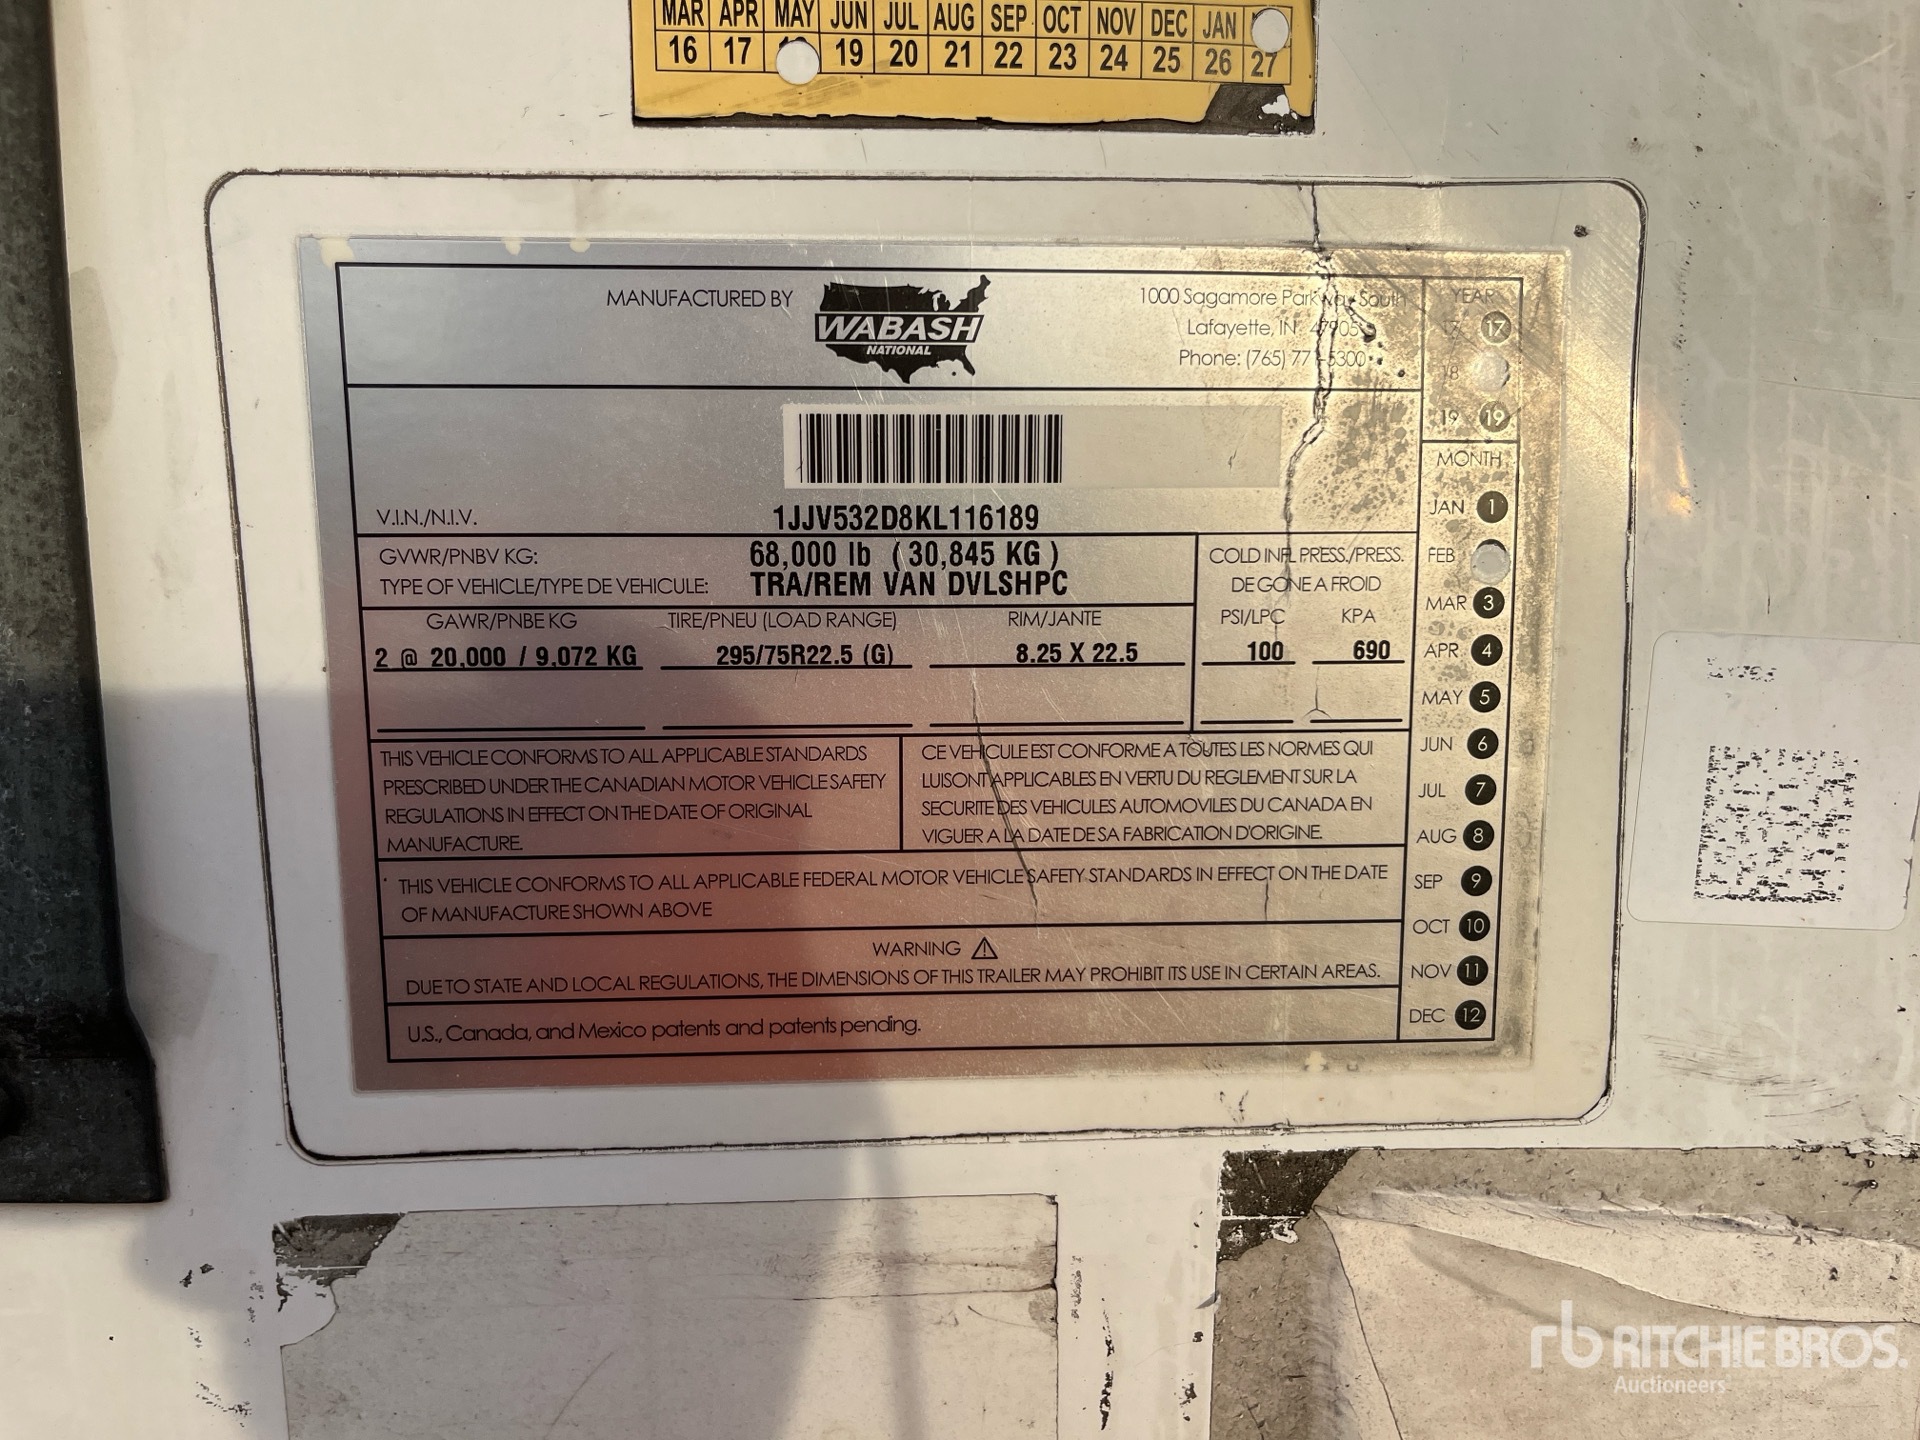 MAR APR MAY JUN JUL AUG SEP OCT NOV DEC JAN
16 17 19 20 21 22 23 24 25 26 27
MANUFACTURED BY
WABASH
NATIONAL
1000 Sagamore Parkway South
Lafayette, IN 47905
Phone: (765) 771-5300
YEAR
17 17
18
19 19
V.I.N./N.I.V. 1JJV532D8KL116189
GVWR/PNBV KG: 68,000 lb ( 30,845 KG )
TYPE OF VEHICLE/TYPE DE VEHICULE: TRA/REM VAN DVLSHPC
COLD INFL PRESS./PRESS.
DE GONE A FROID
GAWR/PNBE KG TIRE/PNEU (LOAD RANGE) RIM/JANTE PSI/LPC KPA
2 @ 20,000 / 9,072 KG 295/75R22.5 (G) 8.25 X 22.5 100 690
MONTH
JAN 1
FEB
MAR 3
APR 4
MAY 5
JUN 6
JUL 7
AUG 8
SEP 9
OCT 10
NOV 11
DEC 12
THIS VEHICLE CONFORMS TO ALL APPLICABLE STANDARDS
PRESCRIBED UNDER THE CANADIAN MOTOR VEHICLE SAFETY
REGULATIONS IN EFFECT ON THE DATE OF ORIGINAL
MANUFACTURE.
CE VEHICULE EST CONFORME A TOUTES LES NORMES QUI
LUISONT APPLICABLES EN VERTU DU REGLEMENT SUR LA
SECURITE DES VEHICULES AUTOMOVILES DU CANADA EN
VIGUER A LA DATE DE SA FABRICATION D'ORIGINE.
THIS VEHICLE CONFORMS TO ALL APPLICABLE FEDERAL MOTOR VEHICLE SAFETY STANDARDS IN EFFECT ON THE DATE
OF MANUFACTURE SHOWN ABOVE
WARNING
DUE TO STATE AND LOCAL REGULATIONS, THE DIMENSIONS OF THIS TRAILER MAY PROHIBIT ITS USE IN CERTAIN AREAS.
U.S., Canada, and Mexico patents and patents pending.
rb RITCHIE BROS.
Auctioneers